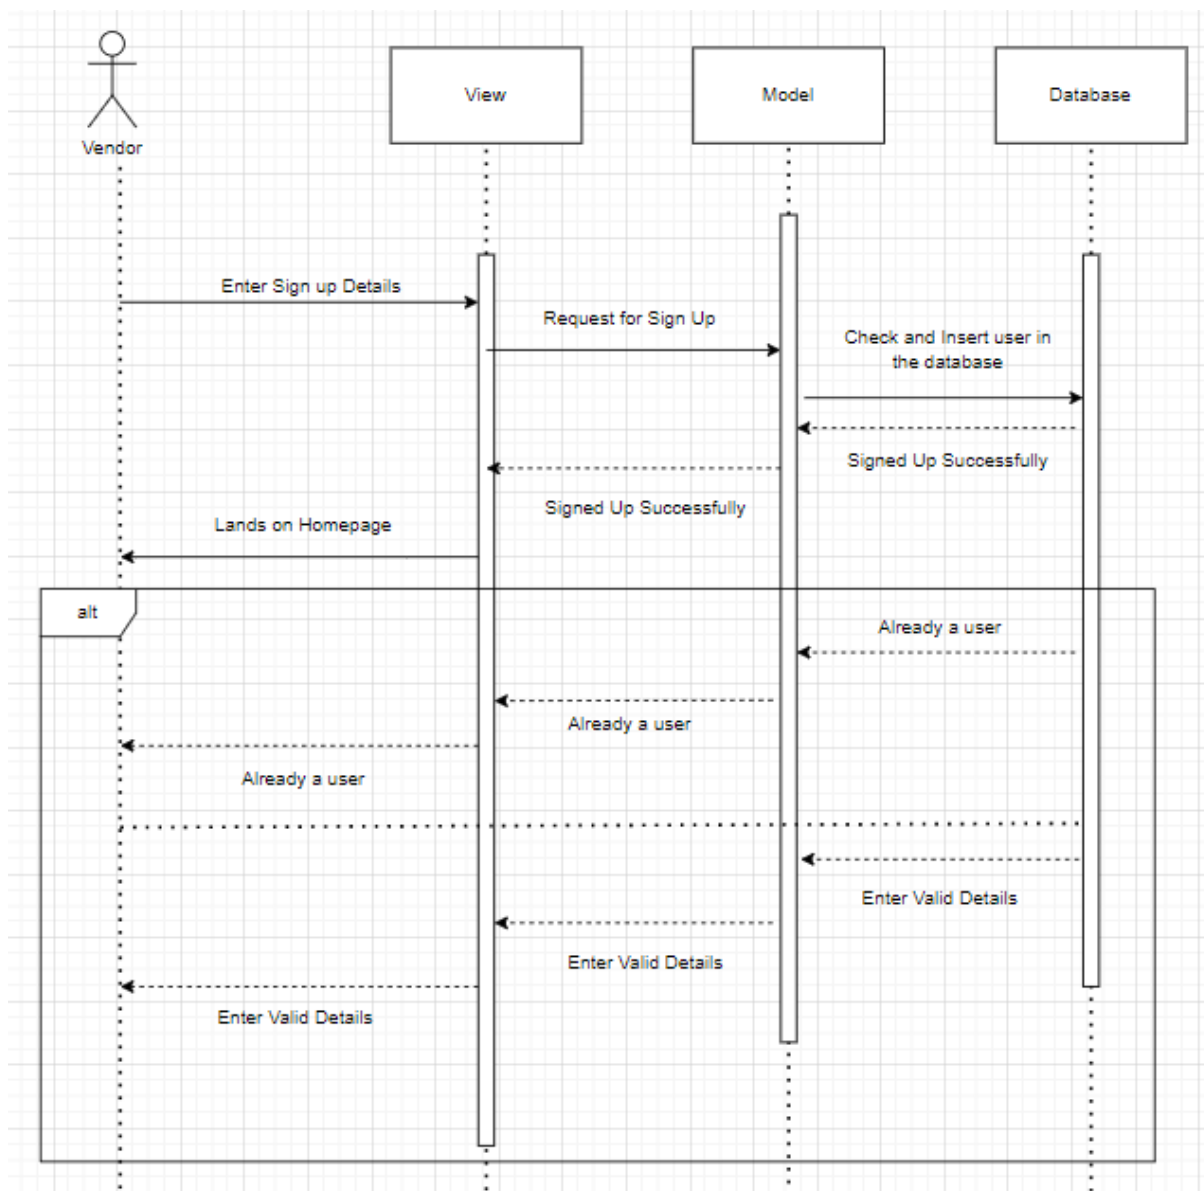 Vendor
View
Model
Database
Enter Sign up Details
Request for Sign Up
Check and Insert user in
the database
Signed Up Successfully
Signed Up Successfully
Lands on Homepage
alt
Already a user
Already a user
Already a user
Enter Valid Details
Enter Valid Details
Enter Valid Details